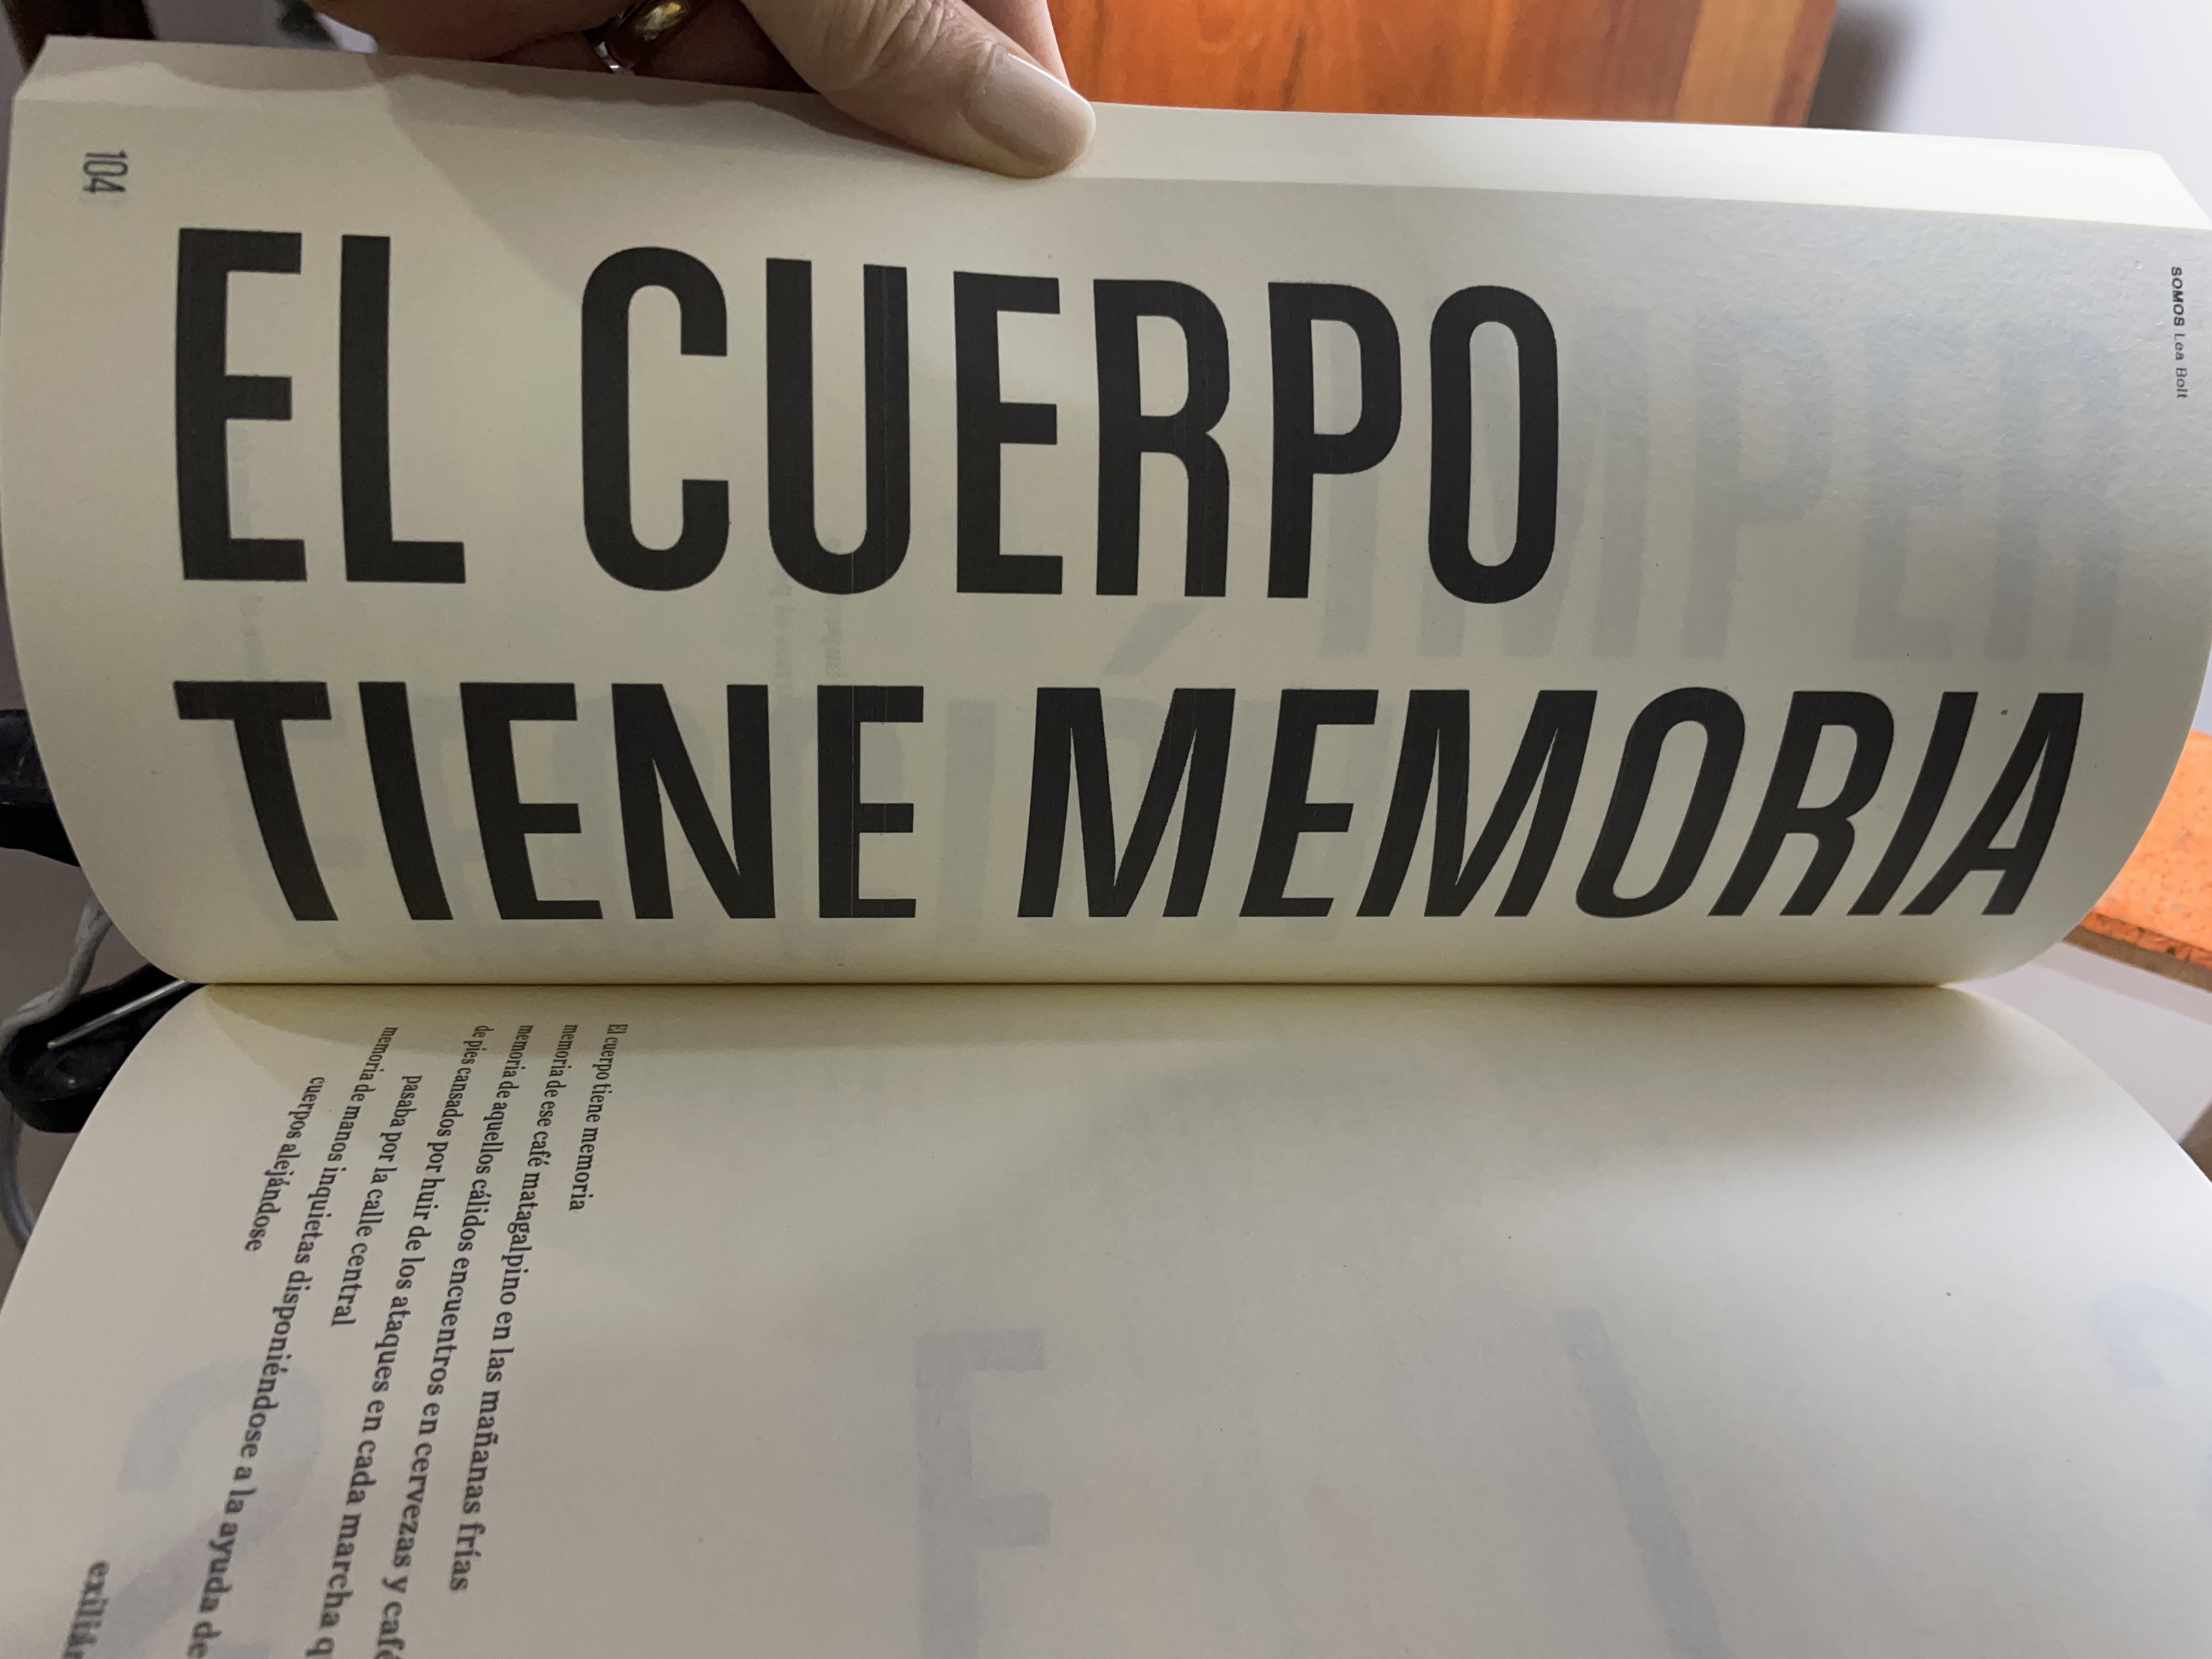 104
SOMOS Lea Bolt
EL CUERPO
TIENE MEMORIA
El cuerpo tiene memoria
memoria de ese café matagalpino en las mañanas frías
memoria de aquellos cálidos encuentros en cervezas y café
de pies cansados por huir de los ataques en cada marcha q
pasaba por la calle central
memoria de manos inquietas disponiéndose a la ayuda de
cuerpos alejándose